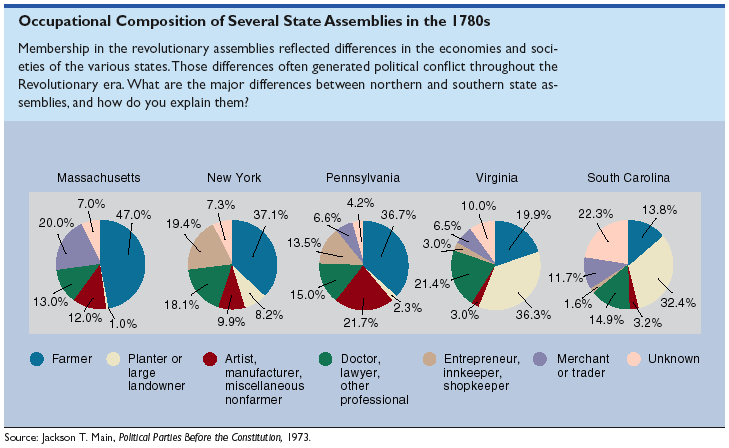 Occupational Composition of Several State Assemblies in the 1780s
Membership in the revolutionary assemblies reflected differences in the economies and soci-
eties of the various states. Those differences often generated political conflict throughout the
Revolutionary era. What are the major differences between northern and southern state as-
semblies, and how do you explain them?
Massachusetts
7.0%
47.0%
20.0%
13.0%
12.0%
1.0%
New York
7.3%
37.1%
19.4%
18.1%
9.9%
8.2%
Pennsylvania
4.2%
6.6%
36.7%
13.5%
15.0%
2.3%
21.7%
Virginia
10.0%
19.9%
6.5%
3.0%
21.4%
3.0%
36.3%
South Carolina
22.3%
13.8%
11.7%
1.6%
14.9%
3.2%
32.4%
Farmer
Planter or
large
landowner
Artist,
manufacturer,
miscellaneous
nonfarmer
Doctor,
lawyer,
other
professional
Entrepreneur,
innkeeper,
shopkeeper
Merchant
or trader
Unknown
Source: Jackson T. Main, Political Parties Before the Constitution, 1973.